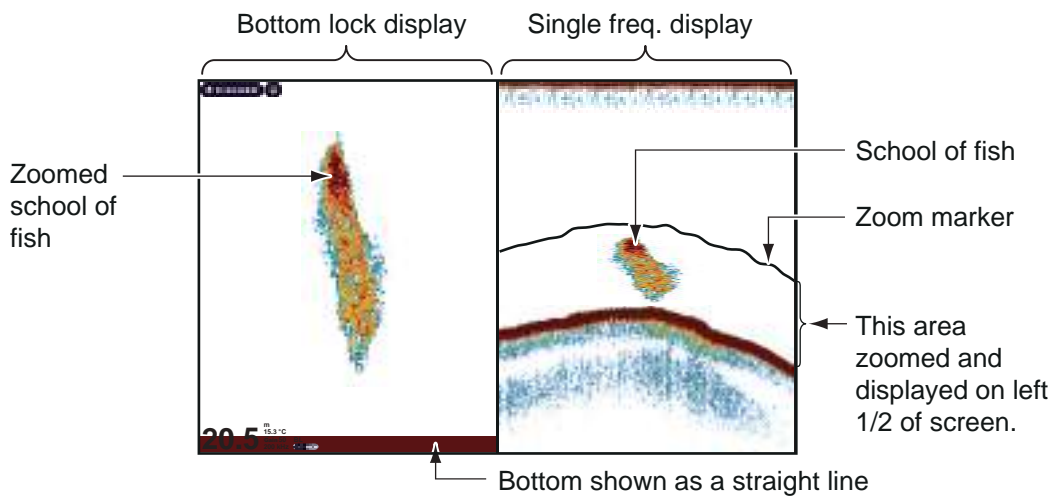 Bottom lock display
Single freq. display
Zoomed
school of
fish
School of fish
Zoom marker
This area
zoomed and
displayed on left
1/2 of screen.
20.5
m
15.3 °C
Bottom shown as a straight line